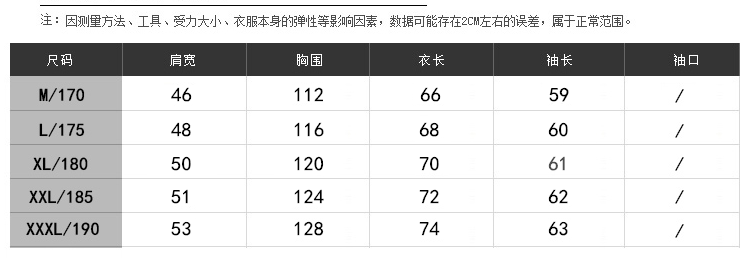 注：因测量方法、工具、受力大小、衣服本身的弹性等影响因素，数据可能存在2CM左右的误差，属于正常范围。
尺码 肩宽 胸围 衣长 袖长 袖口
M/170 46 112 66 59 /
L/175 48 116 68 60 /
XL/180 50 120 70 61 /
XXL/185 51 124 72 62 /
XXXL/190 53 128 74 63 /